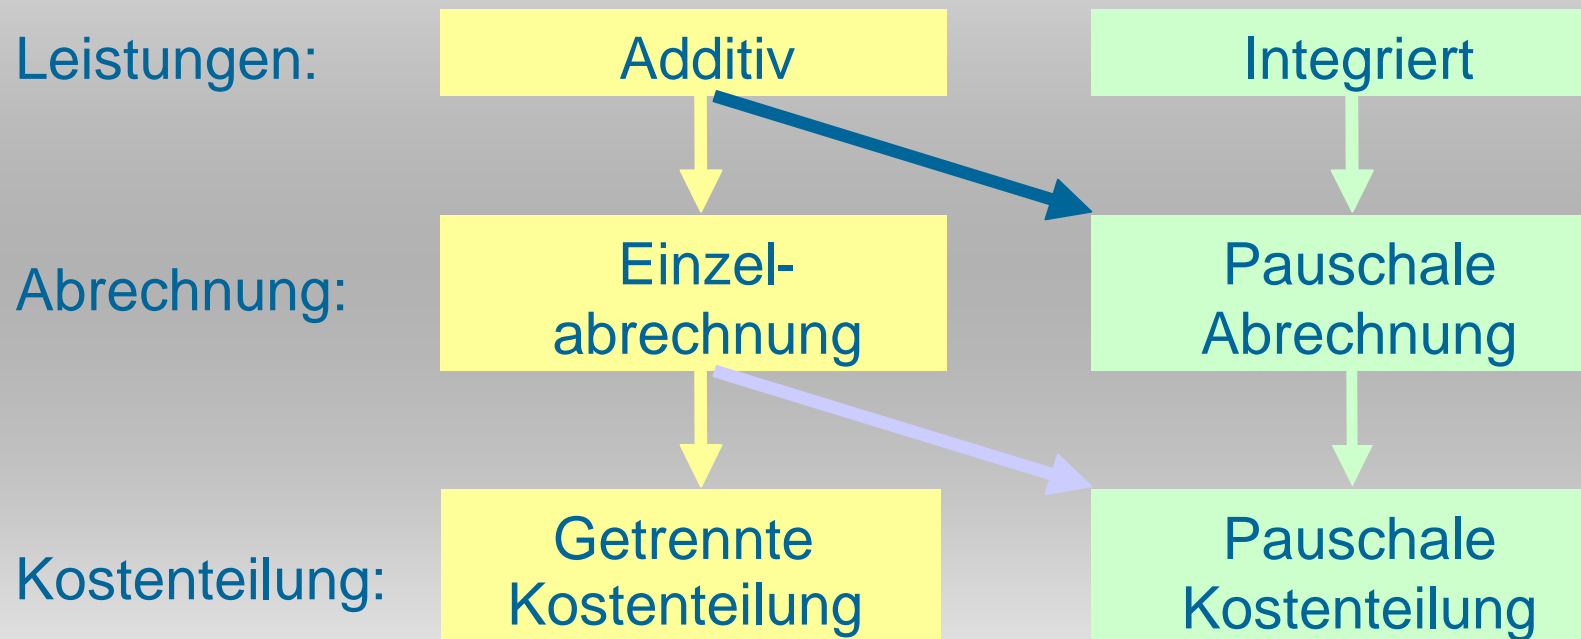 Leistungen:
Additiv
Integriert
Abrechnung:
Einzel-
abrechnung
Pauschale
Abrechnung
Kostenteilung:
Getrennte
Kostenteilung
Pauschale
Kostenteilung